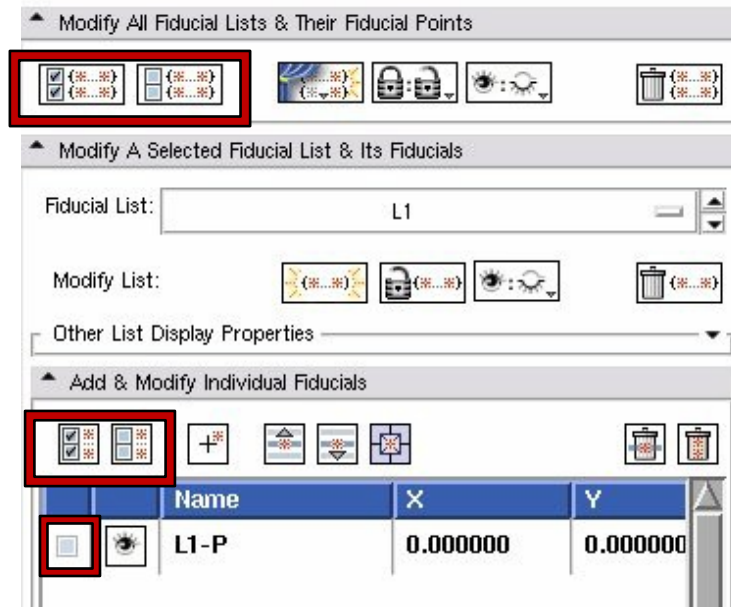 Modify All Fiducial Lists & Their Fiducial Points
{*...*}
{*...*}
{*...*}
{*...*}
{*...*}
{*...*}
Modify A Selected Fiducial List & Its Fiducials
Fiducial List: L1
Modify List: {*...*} {*...*} {*...*}
Other List Display Properties
Add & Modify Individual Fiducials
Name X Y
L1-P 0.000000 0.000000